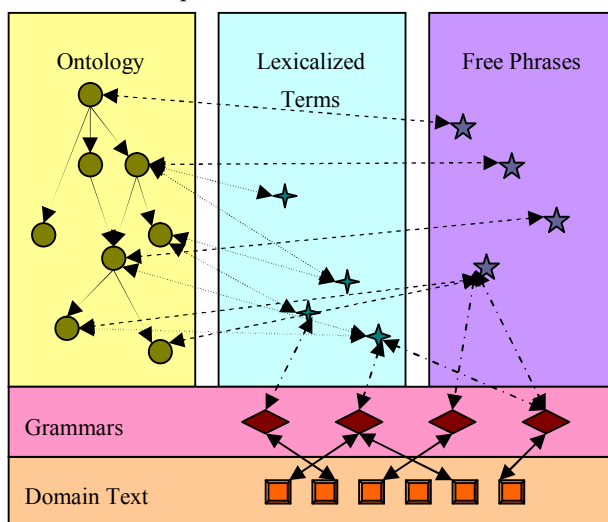 Ontology
Lexicalized
Terms
Free Phrases
Grammars
Domain Text